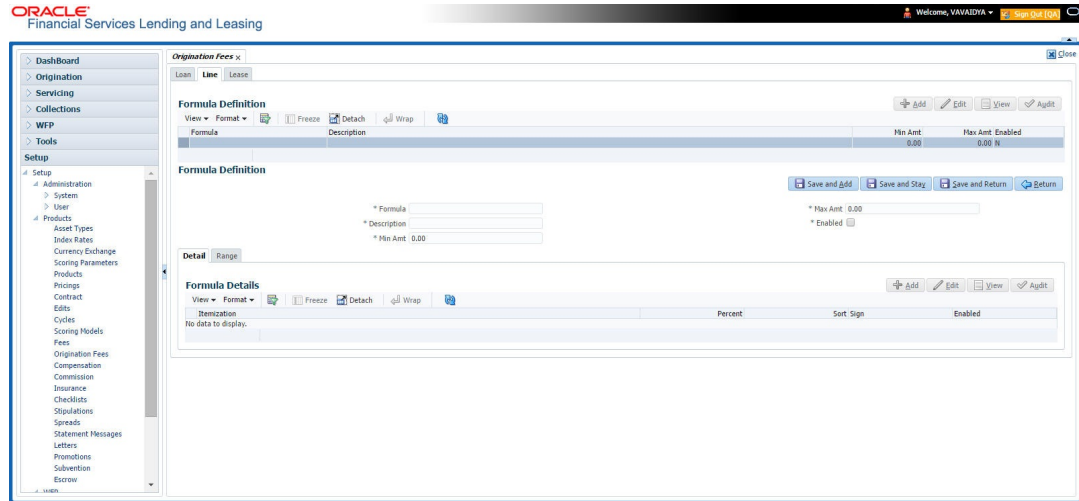 ORACLE
Financial Services Lending and Leasing
Welcome, VAVAIDYA
Sign Out [QA]
Close
DashBoard
Origination
Servicing
Collections
WFP
Tools
Setup
Setup
Administration
System
User
Products
Asset Types
Index Rates
Currency Exchange
Scoring Parameters
Products
Pricings
Contract
Edits
Cycles
Scoring Models
Fees
Origination Fees
Compensation
Commission
Insurance
Checklists
Stipulations
Spreads
Statement Messages
Letters
Promotions
Subvention
Escrow
WFP
Origination Fees x
Loan Line Lease
Formula Definition
Add Edit View Audit
View Format Freeze Detach Wrap
Formula Description Min Amt Max Amt Enabled
0.00 0.00 N
Formula Definition
Save and Add Save and Stay Save and Return Return
* Formula
* Description
* Min Amt 0.00
* Max Amt 0.00
* Enabled
Detail Range
Formula Details
Add Edit View Audit
View Format Freeze Detach Wrap
Itemization Percent Sort Sign Enabled
No data to display.